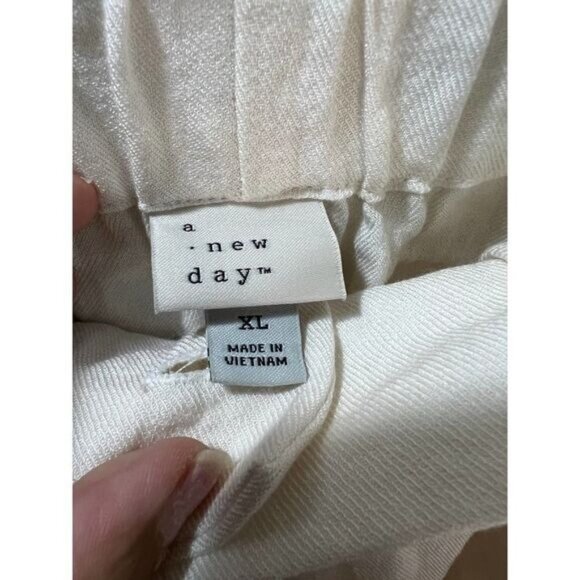 a
· new
day™
XL
MADE IN
VIETNAM